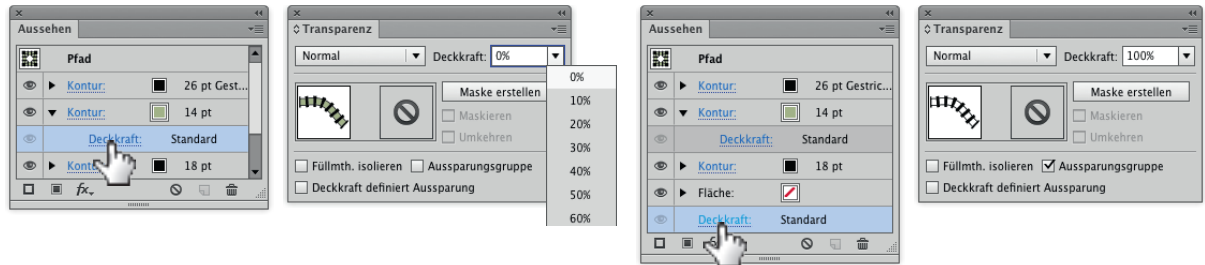 Aussehen
Pfad
Kontur: 26 pt Gest...
Kontur: 14 pt
Deckkraft: Standard
Kontu 18 pt
fx
Transparenz
Normal Deckkraft: 0%
0%
10%
20%
30%
40%
50%
60%
Maske erstellen
Maskieren
Umkehren
Füllmth. isolieren Aussparungsgruppe
Deckkraft definiert Aussparung
Aussehen
Pfad
Kontur: 26 pt Gestric...
Kontur: 14 pt
Deckkraft: Standard
Kontur: 18 pt
Fläche:
Deckkraft: Standard
Transparenz
Normal Deckkraft: 100%
Maske erstellen
Maskieren
Umkehren
Füllmth. isolieren Aussparungsgruppe
Deckkraft definiert Aussparung